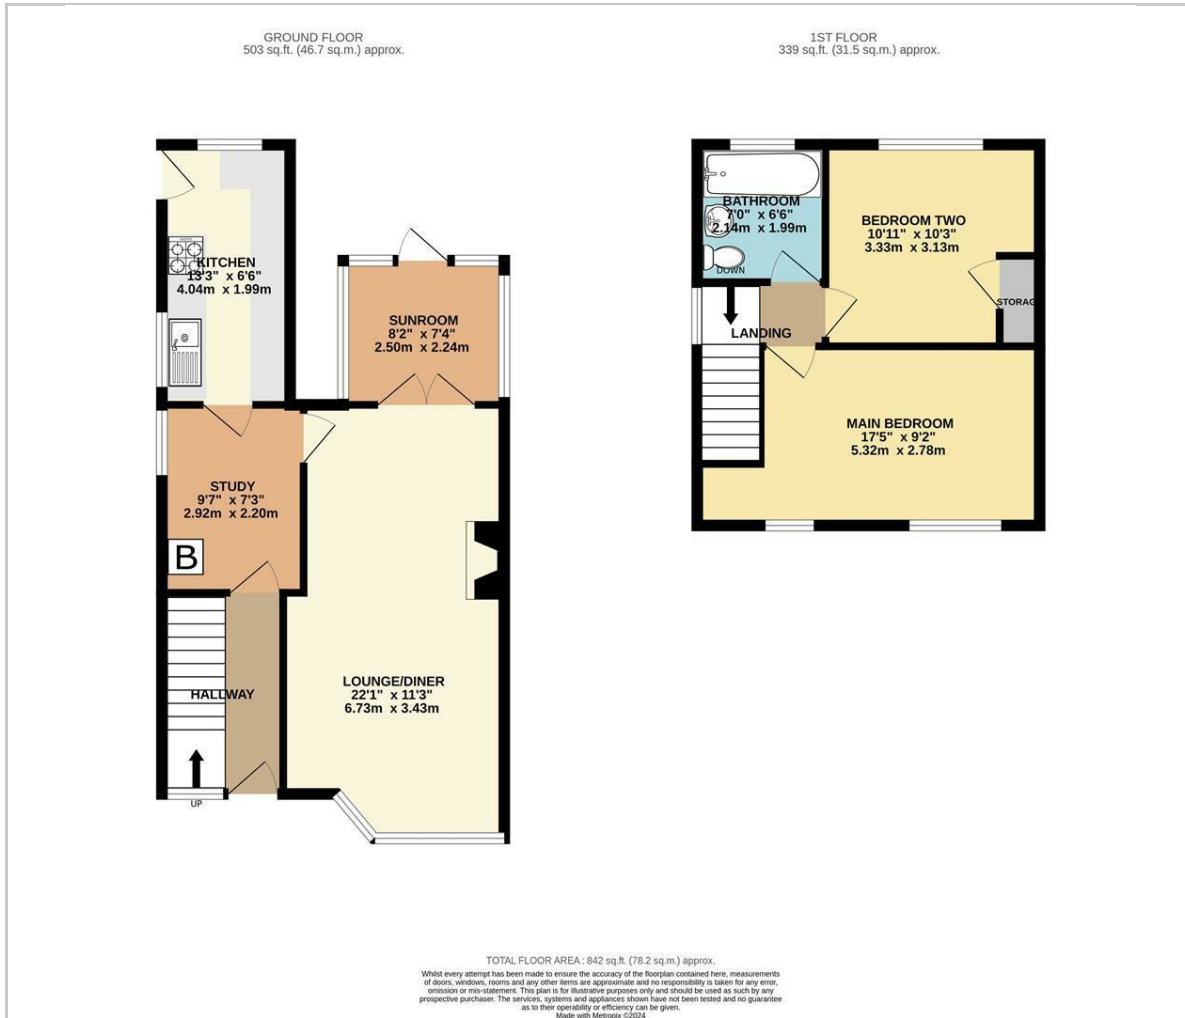 GROUND FLOOR
503 sq.ft. (46.7 sq.m.) approx.
1ST FLOOR
339 sq.ft. (31.5 sq.m.) approx.
KITCHEN
13'3" x 6'6"
4.04m x 1.99m
SUNROOM
8'2" x 7'4"
2.50m x 2.24m
STUDY
9'7" x 7'3"
2.92m x 2.20m
B
LOUNGE/DINER
22'1" x 11'3"
6.73m x 3.43m
HALLWAY
UP
BATHROOM
7'0" x 6'6"
2.14m x 1.99m
DOWN
BEDROOM TWO
10'11" x 10'3"
3.33m x 3.13m
STORAG
LANDING
MAIN BEDROOM
17'5" x 9'2"
5.32m x 2.78m
TOTAL FLOOR AREA : 842 sq.ft. (78.2 sq.m.) approx.
Whilst every attempt has been made to ensure the accuracy of the floorplan contained here, measurements
of doors, windows, rooms and any other items are approximate and no responsibility is taken for any error,
omission or mis-statement. This plan is for illustrative purposes only and should be used as such by any
prospective purchaser. The services, systems and appliances shown have not been tested and no guarantee
as to their operability or efficiency can be given.
Made with Metropix ©2024